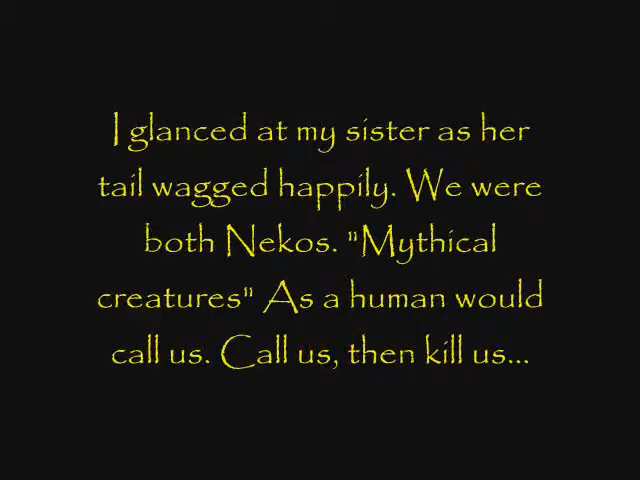 I glanced at my sister as her
tail wagged happily. We were
both Nekos. "Mythical
creatures" As a human would
call us. Call us, then kill us...